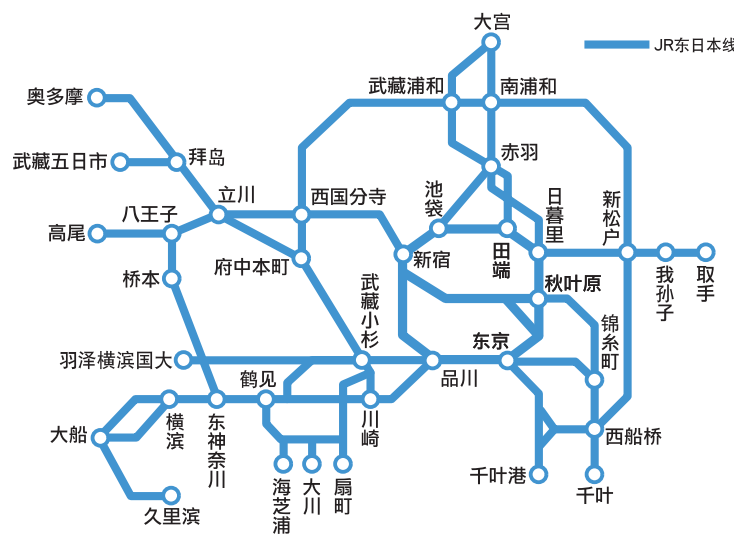 大宫
JR东日本线
武藏浦和
南浦和
奥多摩
武藏五日市
拜岛
赤羽
池袋
日暮里
新松户
立川
西国分寺
八王子
高尾
新宿
田端
府中本町
桥本
武藏小杉
秋叶原
我孙子
取手
锦糸町
东京
羽泽横滨国大
鹤见
品川
横滨
东神奈川
川崎
大船
西船桥
海芝浦
大川
扇町
千叶港
千叶
久里滨